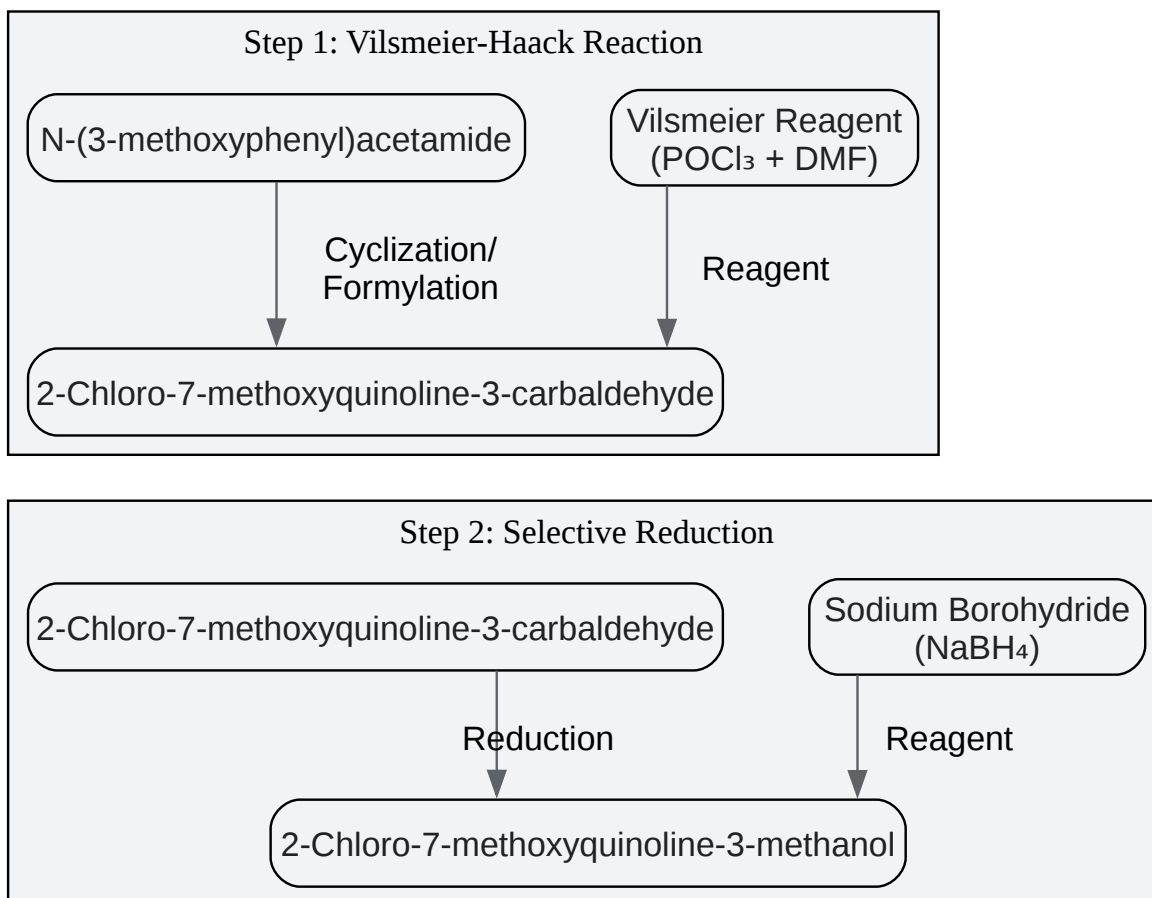 Step 1: Vilsmeier-Haack Reaction
N-(3-methoxyphenyl)acetamide
Vilsmeier Reagent
(POCl₃ + DMF)
Cyclization/
Formylation
Reagent
2-Chloro-7-methoxyquinoline-3-carbaldehyde
Step 2: Selective Reduction
2-Chloro-7-methoxyquinoline-3-carbaldehyde
Sodium Borohydride
(NaBH₄)
Reduction
Reagent
2-Chloro-7-methoxyquinoline-3-methanol